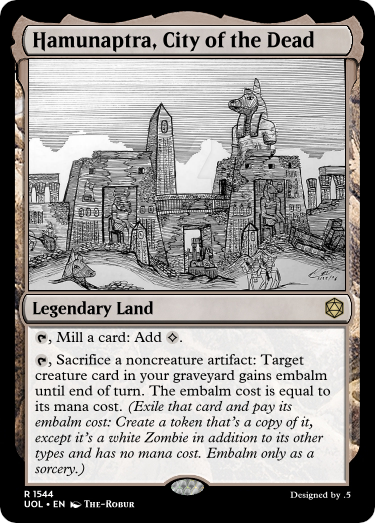 Hamunaptra, City of the Dead
Legendary Land
, Mill a card: Add .
, Sacrifice a noncreature artifact: Target
creature card in your graveyard gains embalm
until end of turn. The embalm cost is equal to
its mana cost. (Exile that card and pay its
embalm cost: Create a token that's a copy of it,
except it's a white Zombie in addition to its other
types and has no mana cost. Embalm only as a
sorcery.)
R 1544
Designed by .5
UOL • EN The-Robur